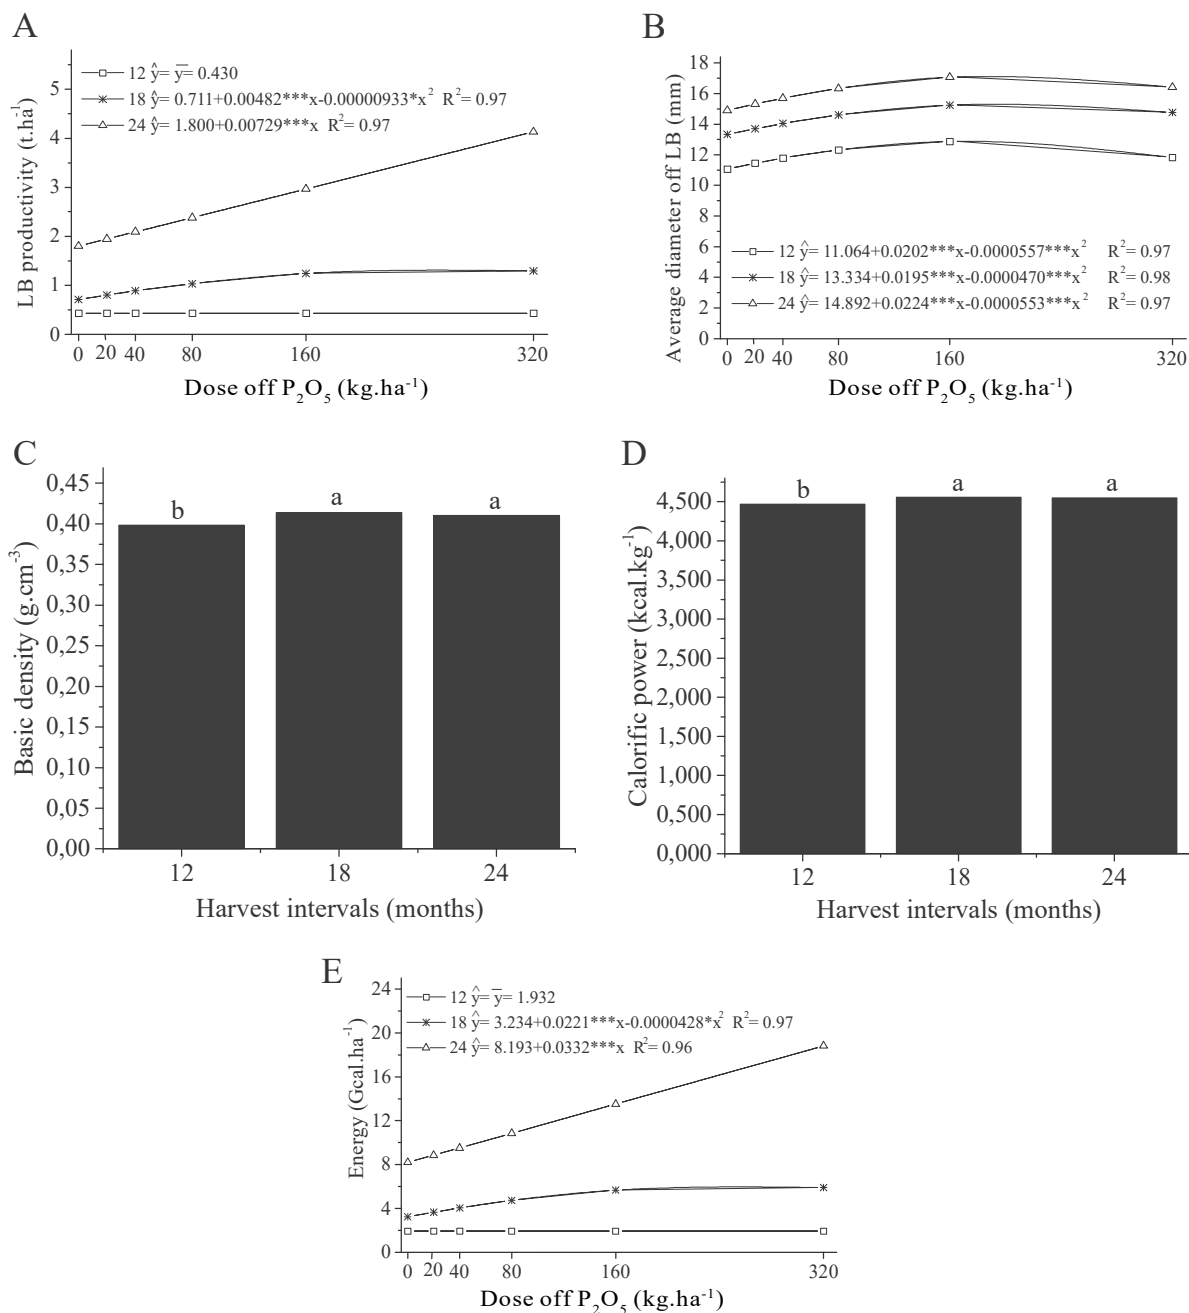 A
12 ŷ= y̅= 0.430
18 ŷ= 0.711+0.00482***x-0.00000933*x² R²= 0.97
24 ŷ= 1.800+0.00729***x R²= 0.97
LB productivity (t.ha⁻¹)
5
4
3
2
1
0
0 20 40 80 160 320
Dose off P₂O₅ (kg.ha⁻¹)
B
Average diameter off LB (mm)
18
16
14
12
10
8
6
4
2
0
12 ŷ= 11.064+0.0202***x-0.0000557***x² R²= 0.97
18 ŷ= 13.334+0.0195***x-0.0000470***x² R²= 0.98
24 ŷ= 14.892+0.0224***x-0.0000553***x² R²= 0.97
0 20 40 80 160 320
Dose off P₂O₅ (kg.ha⁻¹)
C
Basic density (g.cm⁻³)
0,45
0,40
0,35
0,30
0,25
0,20
0,15
0,10
0,05
0,00
b a a
12 18 24
Harvest intervals (months)
D
Calorific power (kcal.kg⁻¹)
4,500
4,000
3,500
3,000
2,500
2,000
1,500
1,000
0,500
0,000
b a a
12 18 24
Harvest intervals (months)
E
12 ŷ= y̅= 1.932
18 ŷ= 3.234+0.0221***x-0.0000428*x² R²= 0.97
24 ŷ= 8.193+0.0332***x R²= 0.96
Energy (Gcal.ha⁻¹)
24
20
16
12
8
4
0
0 20 40 80 160 320
Dose off P₂O₅ (kg.ha⁻¹)